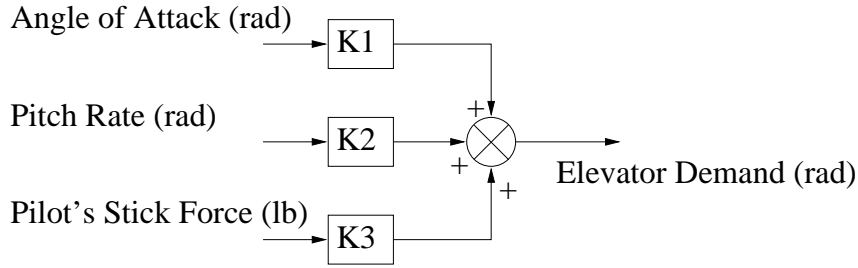 Angle of Attack (rad)
K1
+
Pitch Rate (rad)
K2
+
+
Elevator Demand (rad)
Pilot's Stick Force (lb)
K3